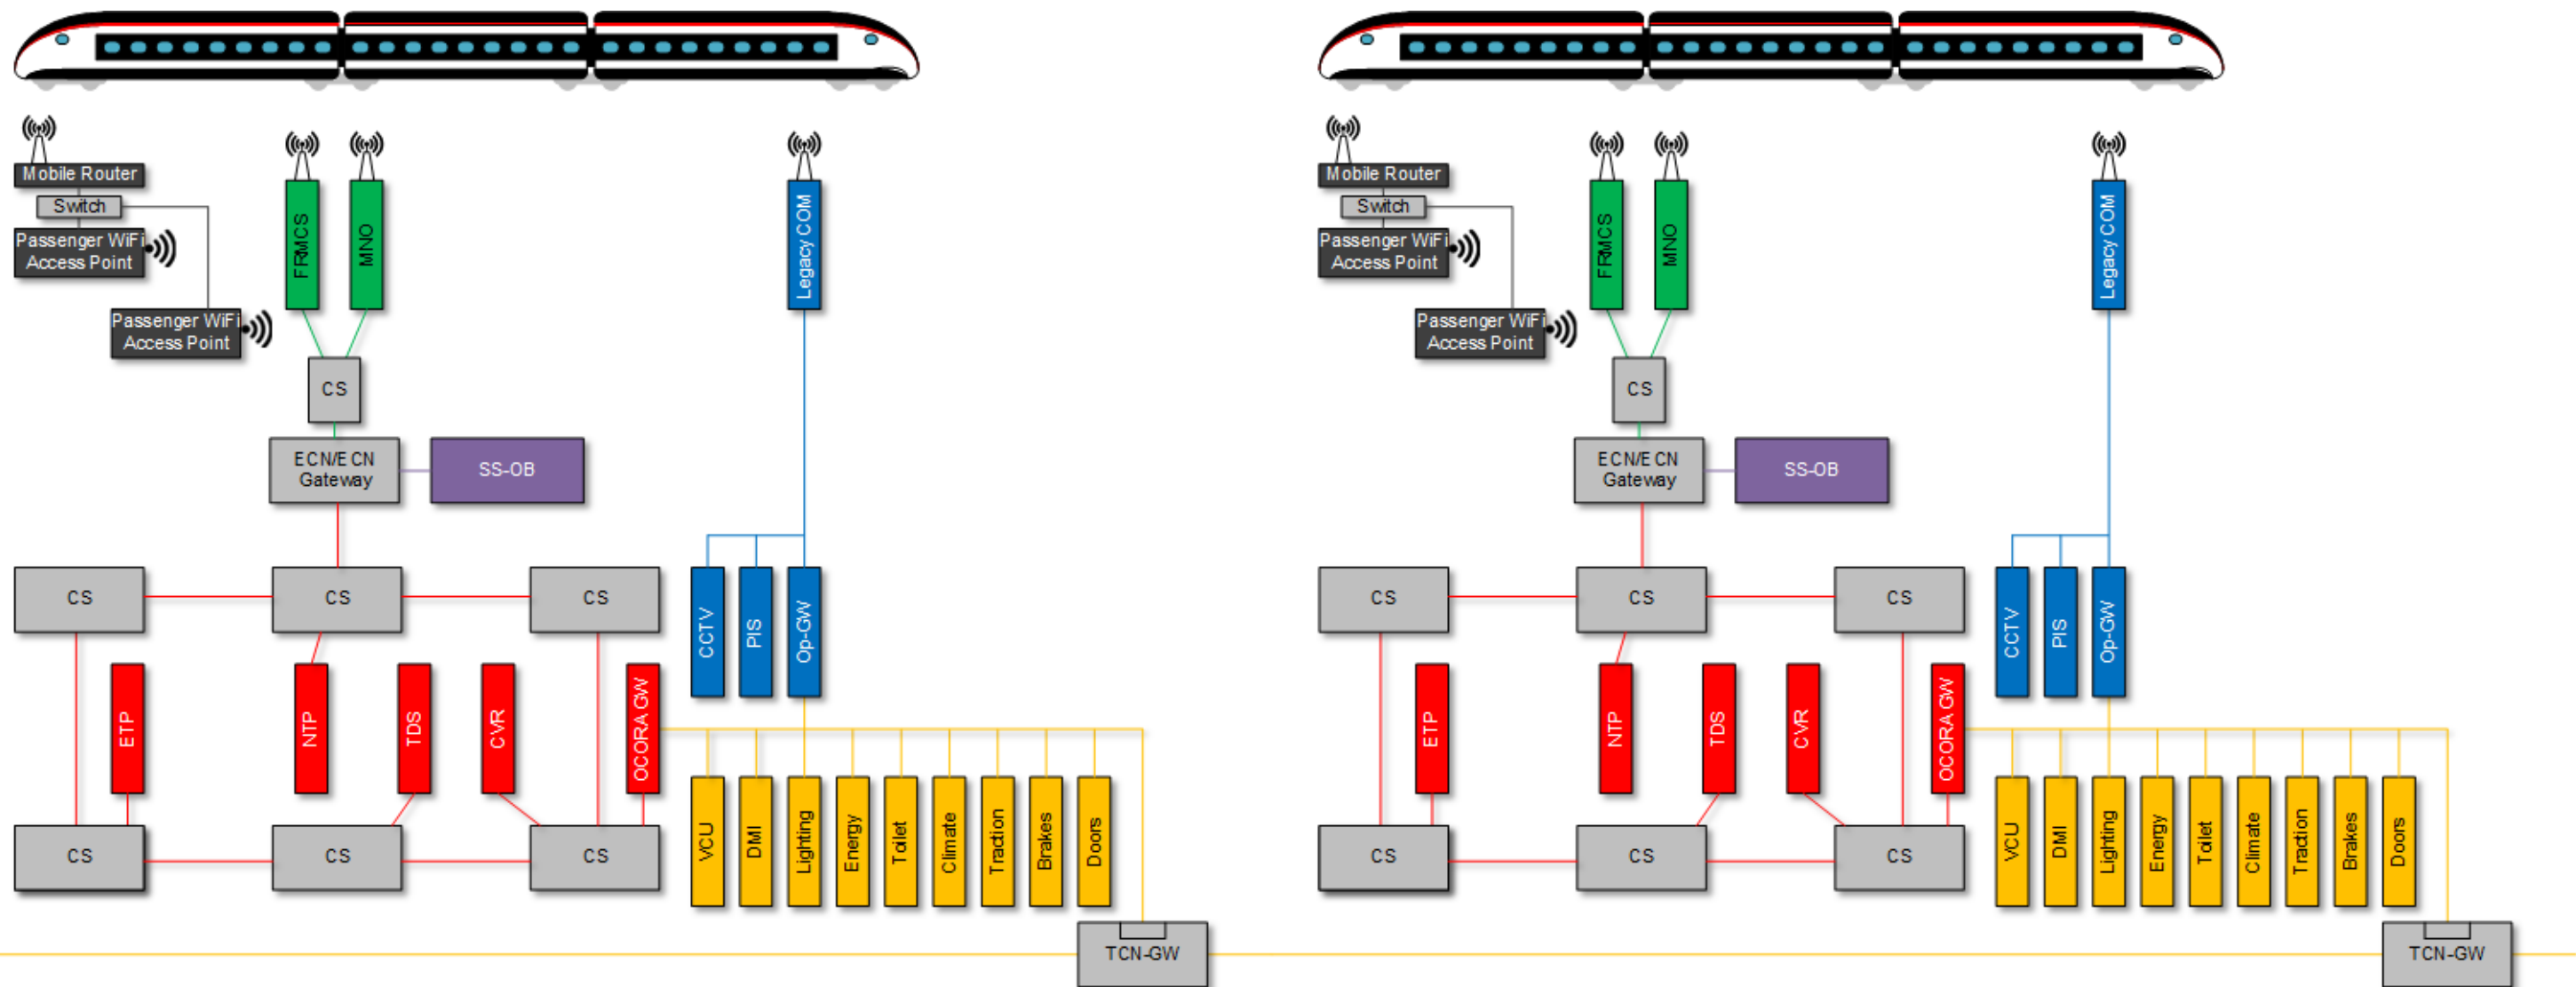 Mobile Router
Switch
Passenger WiFi
Access Point
Passenger WiFi
Access Point
FRMCS
MNO
Legacy COM
CS
ECN/ECN
Gateway
SS-OB
CS
CS
CS
CCTV
PIS
Op-GW
ETP
NTP
TDS
CVR
OCORA GW
CS
CS
CS
VCU
DMI
Lighting
Energy
Toilet
Climate
Traction
Brakes
Doors
TCN-GW
Mobile Router
Switch
Passenger WiFi
Access Point
Passenger WiFi
Access Point
FRMCS
MNO
Legacy COM
CS
ECN/ECN
Gateway
SS-OB
CS
CS
CS
CCTV
PIS
Op-GW
ETP
NTP
TDS
CVR
OCORA GW
CS
CS
CS
VCU
DMI
Lighting
Energy
Toilet
Climate
Traction
Brakes
Doors
TCN-GW